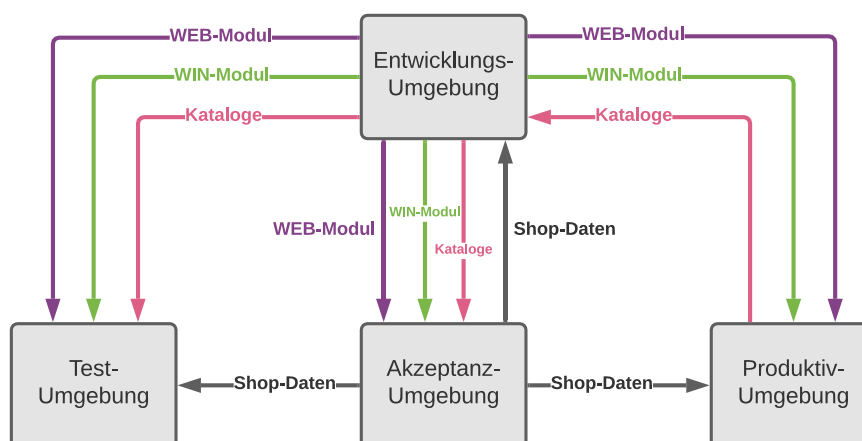 WEB-Modul
WEB-Modul
Entwicklungs-
Umgebung
WIN-Modul
WIN-Modul
Kataloge
Kataloge
WIN-Modul
WEB-Modul
Shop-Daten
Kataloge
Test-
Umgebung
Shop-Daten
Akzeptanz-
Umgebung
Shop-Daten
Produktiv-
Umgebung